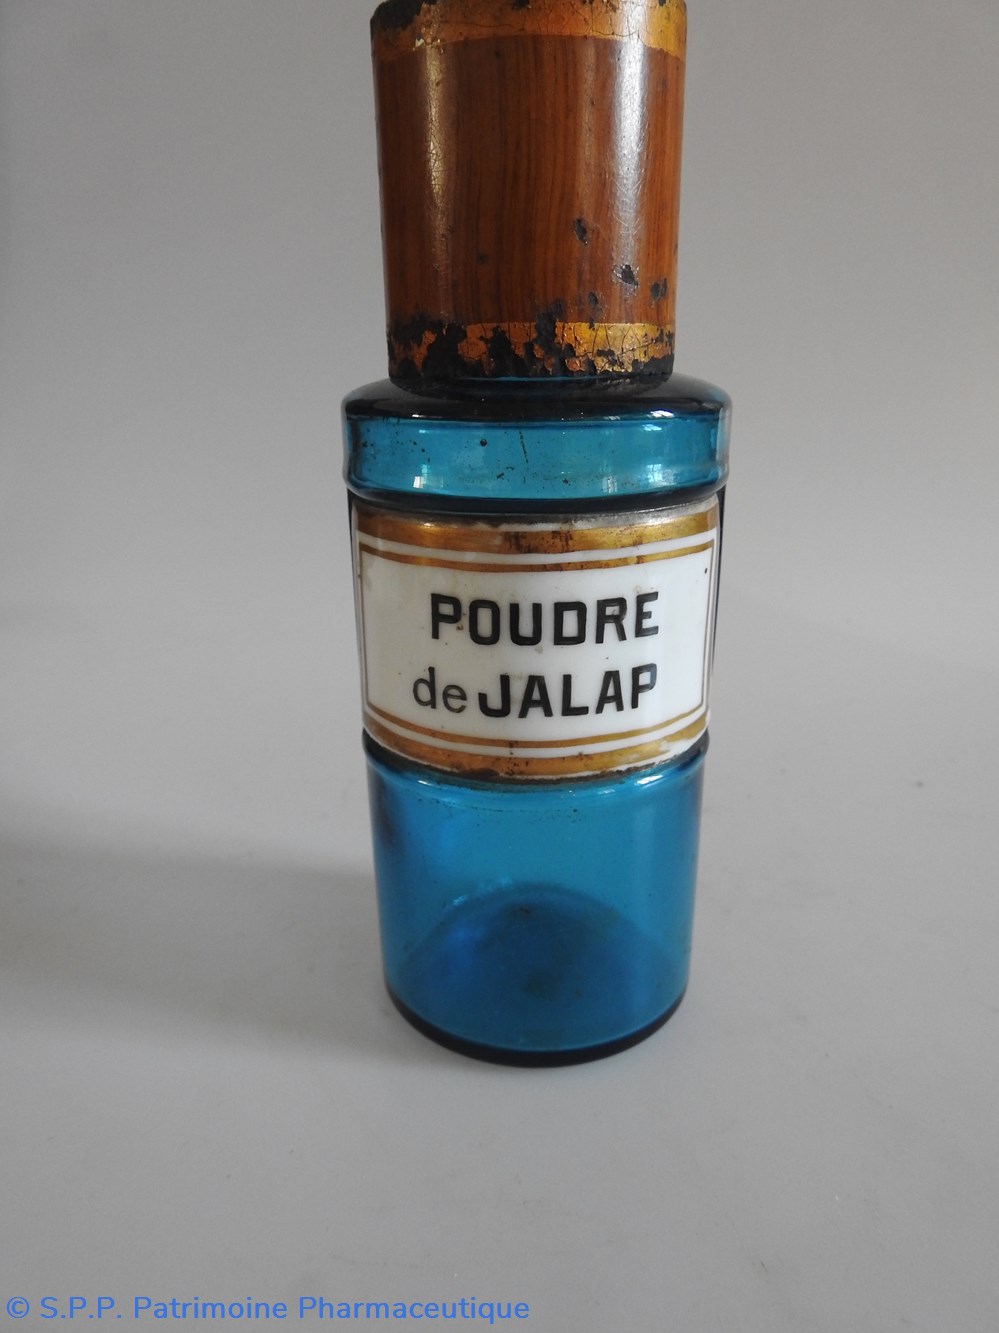 POUDRE
de JALAP
© S.P.P. Patrimoine Pharmaceutique